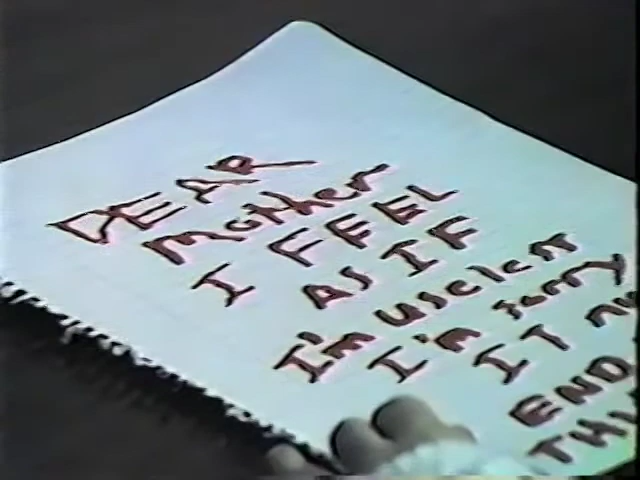 DEAR
Mother
I FEEL
AS IF
I'm useless
I'm sorry
IT
END